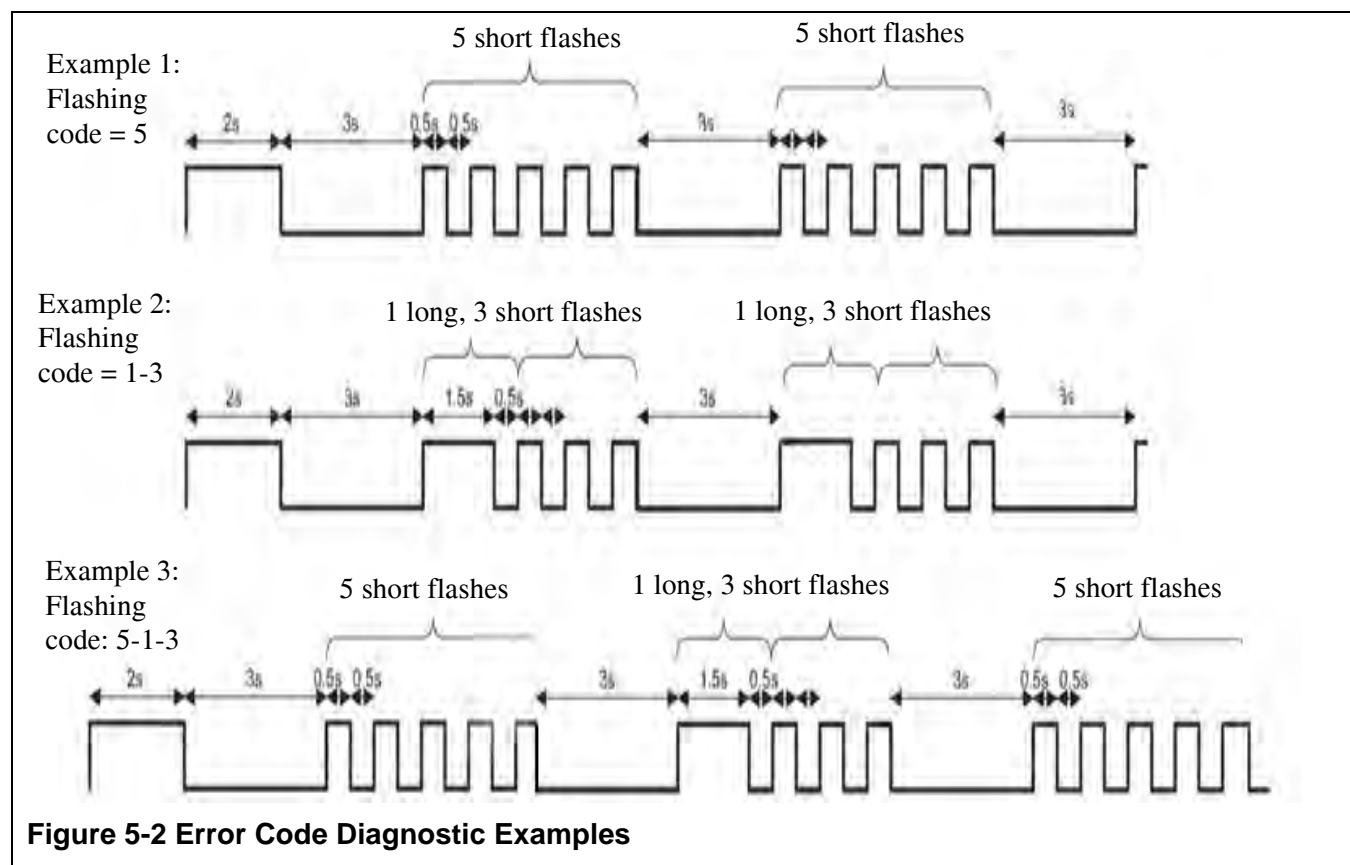 5 short flashes
5 short flashes
Example 1:
Flashing
code = 5
2s
3s
0.5s
0.5s
3s
3s
Example 2:
Flashing
code = 1-3
1 long, 3 short flashes
1 long, 3 short flashes
2s
3s
1.5s
0.5s
3s
3s
Example 3:
Flashing
code: 5-1-3
5 short flashes
1 long, 3 short flashes
5 short flashes
2s
3s
0.5s
0.5s
3s
1.5s
0.5s
3s
0.5s
0.5s
Figure 5-2 Error Code Diagnostic Examples